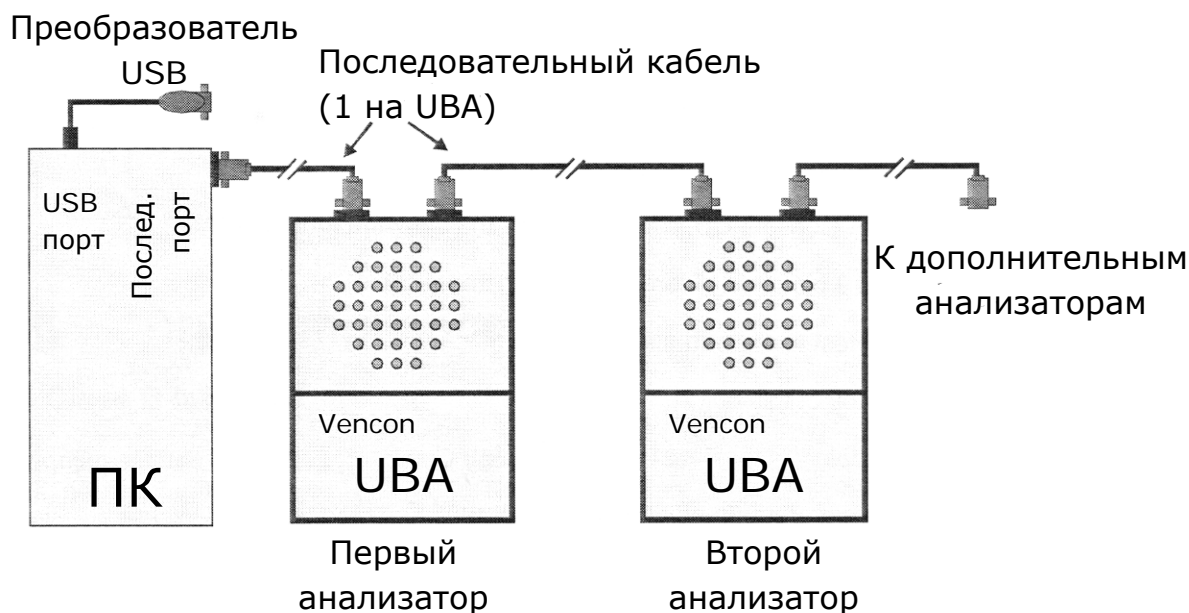 Преобразователь
USB
Последовательный кабель
(1 на UBA)
USB
порт
Послед.
порт
К дополнительным
анализаторам
Vencon
UBA
Vencon
UBA
ПК
Первый
анализатор
Второй
анализатор